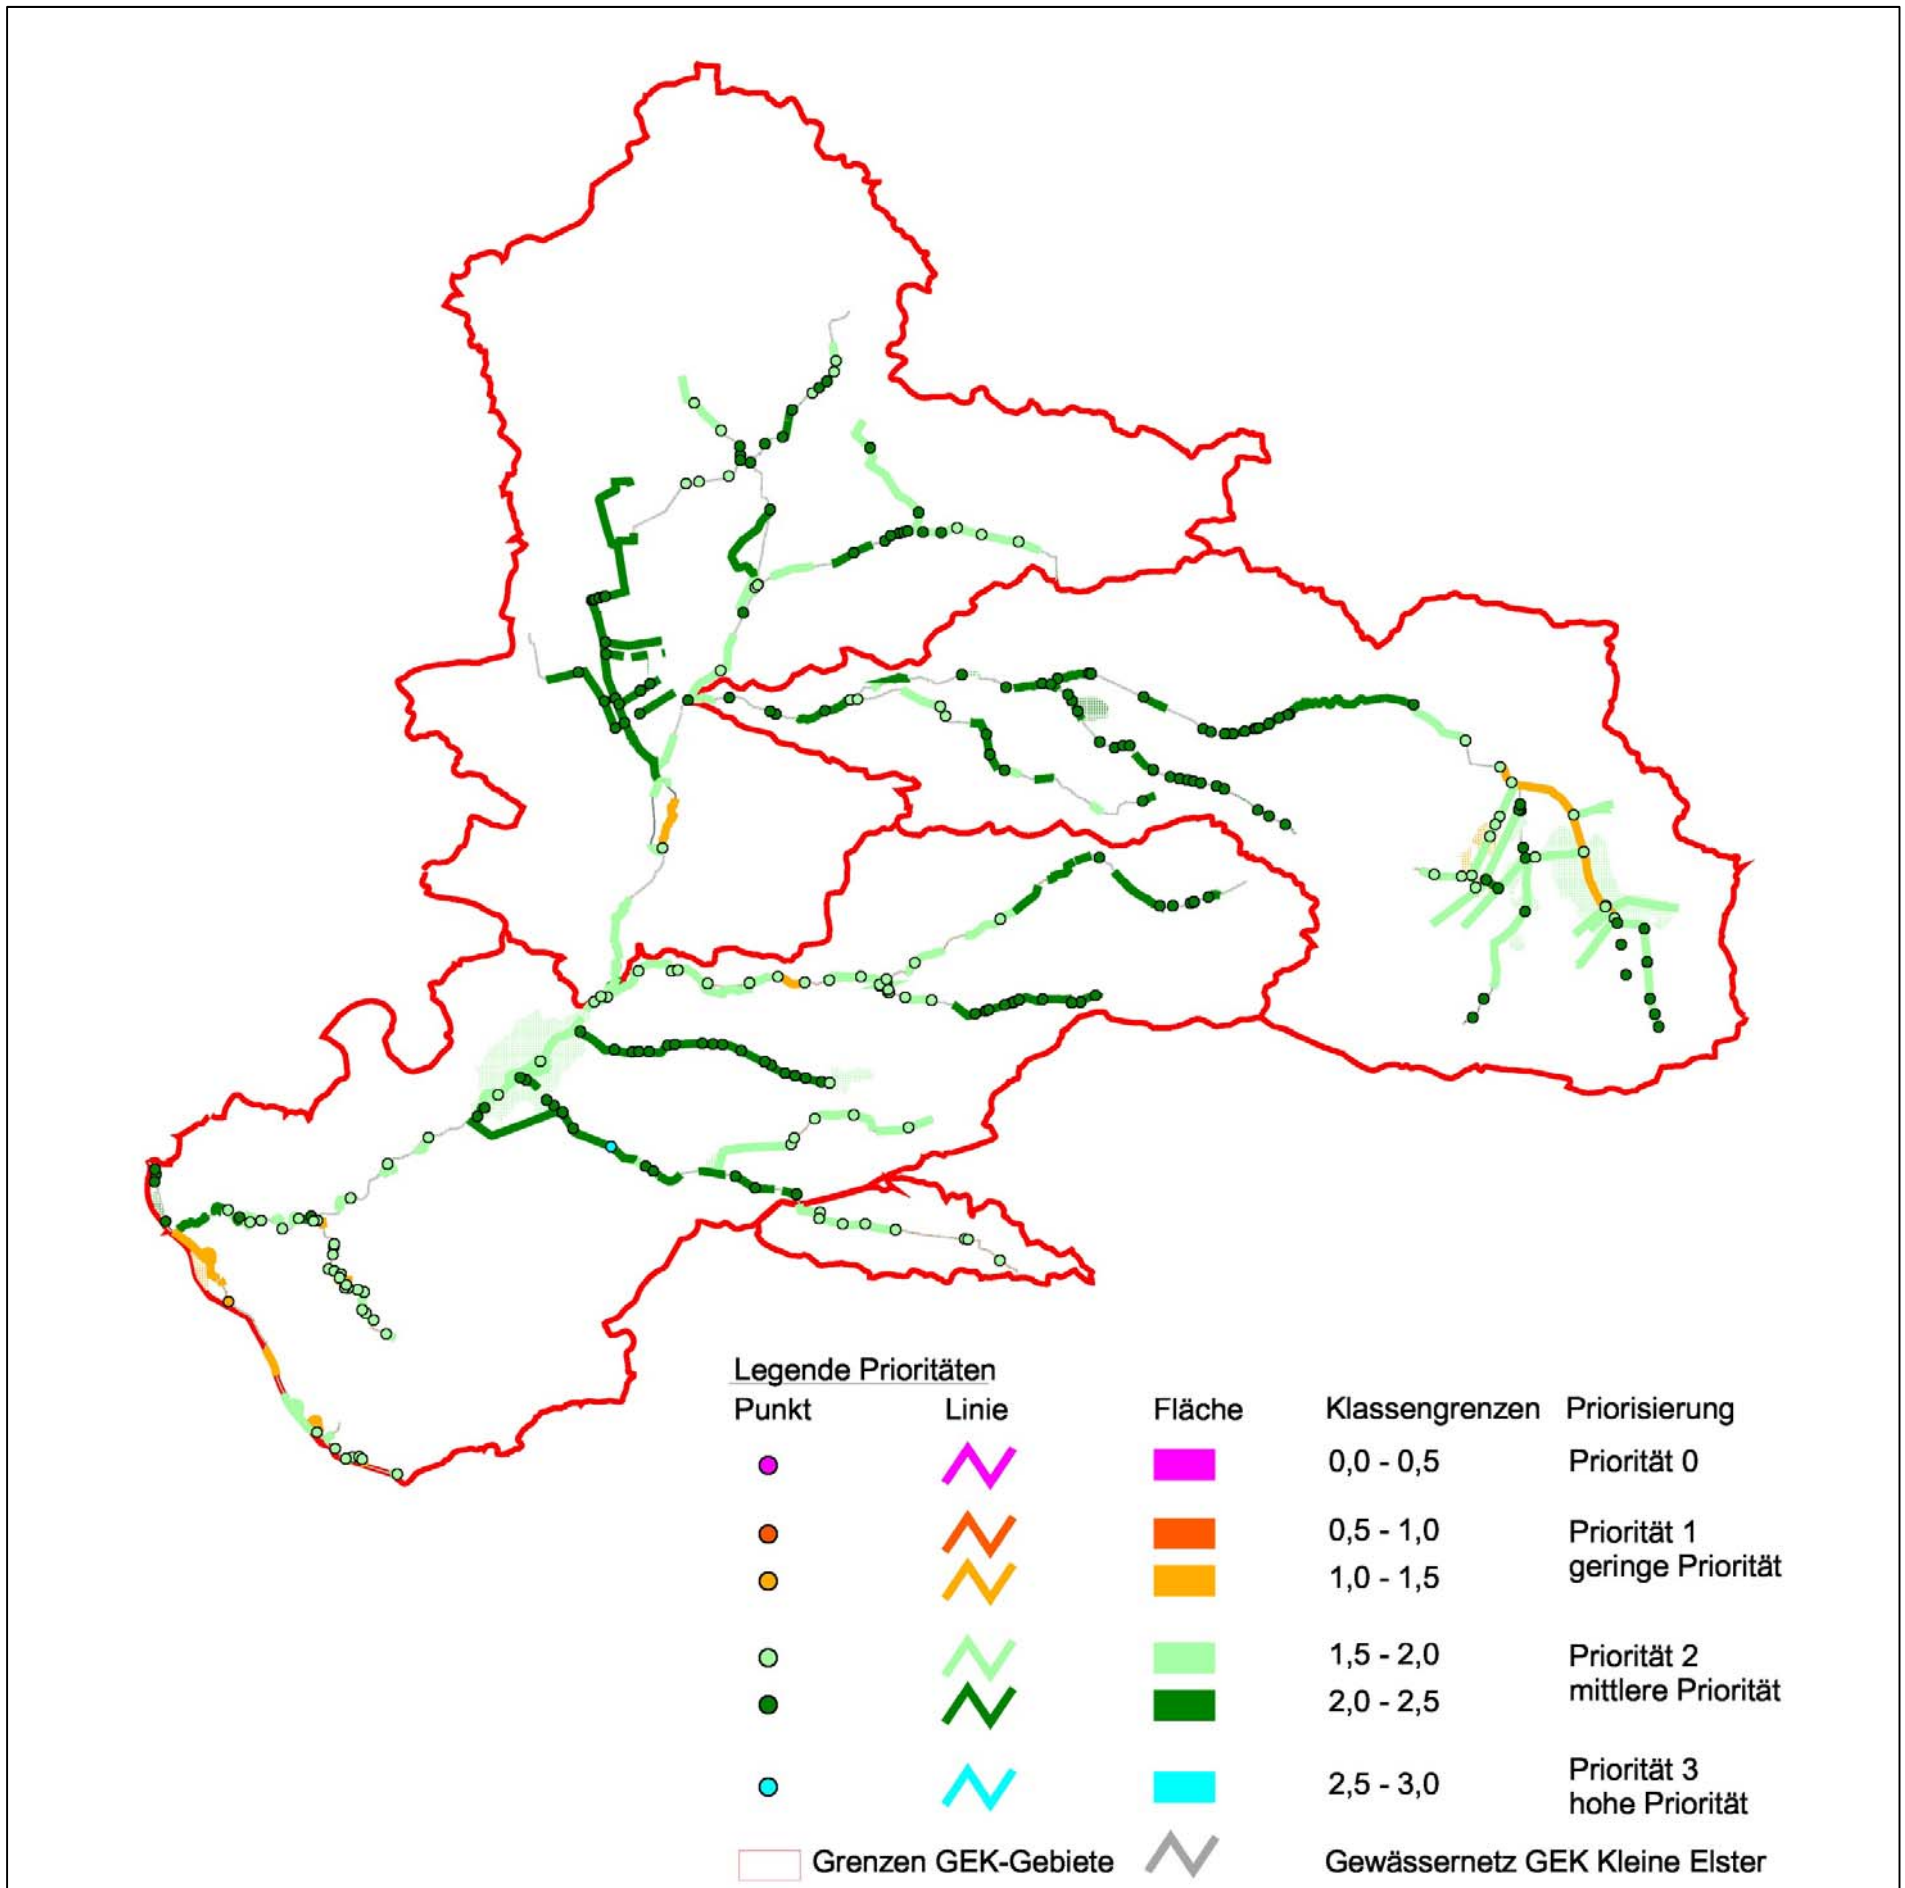 Legende Prioritäten
Punkt Linie Fläche Klassengrenzen Priorisierung
0,0 - 0,5 Priorität 0
0,5 - 1,0 Priorität 1
geringe Priorität
1,0 - 1,5
1,5 - 2,0 Priorität 2
mittlere Priorität
2,0 - 2,5
2,5 - 3,0 Priorität 3
hohe Priorität
Grenzen GEK-Gebiete Gewässernetz GEK Kleine Elster